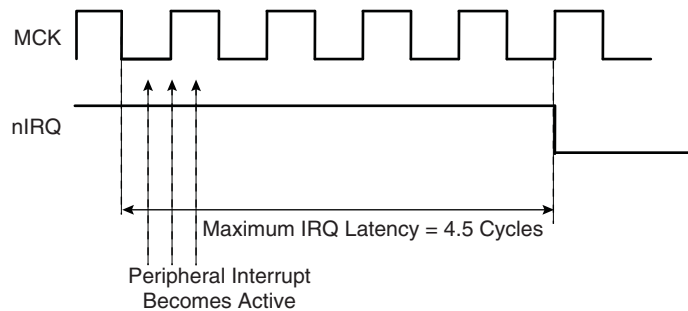 MCK
nIRQ
Maximum IRQ Latency = 4.5 Cycles
Peripheral Interrupt
Becomes Active